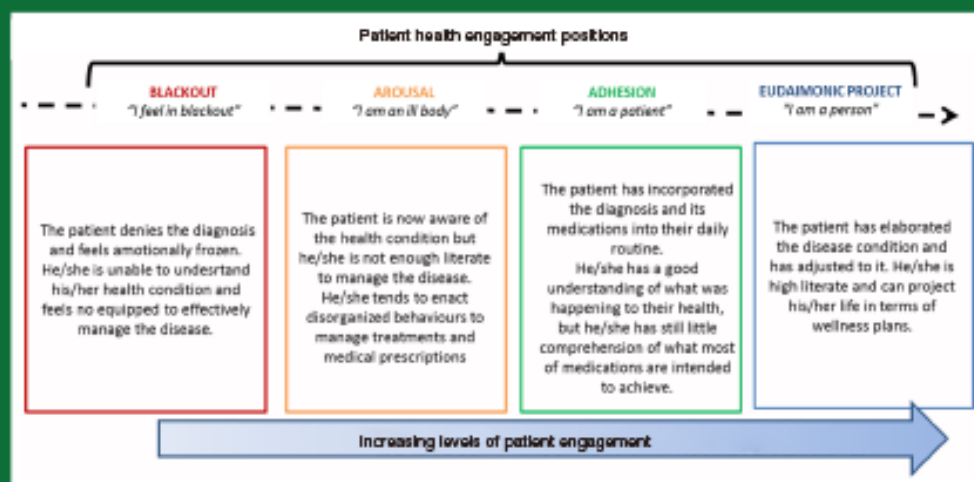 Patient health engagement positions
BLACKOUT
"I feel in blackout"
AROUSAL
"I am an ill body"
ADHESION
"I am a patient"
EUDAIMONIC PROJECT
"I am a person"
The patient denies the diagnosis
and feels amotionally frozen.
He/she is unable to undesrtand
his/her health condition and
feels no equipped to effectively
manage the disease.
The patient is now aware of
the health condition but
he/she is not enough literate
to manage the disease.
He/she tends to enact
disorganized behaviours to
manage treatments and
medical prescriptions
The patient has incorporated
the diagnosis and its
medications into their daily
routine.
He/she has a good
understanding of what was
happening to their health,
but he/she has still little
comprehension of what most
of medications are intended
to achieve.
The patient has elaborated
the disease condition and
has adjusted to it. He/she is
high literate and can project
his/her life in terms of
wellness plans.
Increasing levels of patient engagement